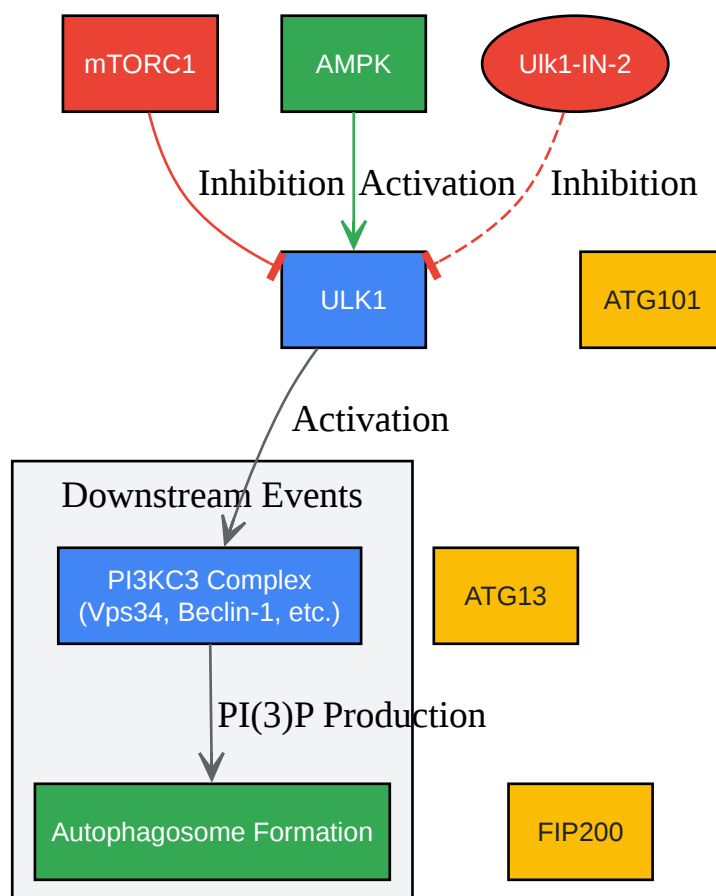 mTORC1
AMPK
Ulk1-IN-2
Inhibition
Activation
Inhibition
ULK1
ATG101
Activation
Downstream Events
PI3KC3 Complex
(Vps34, Beclin-1, etc.)
ATG13
PI(3)P Production
Autophagosome Formation
FIP200